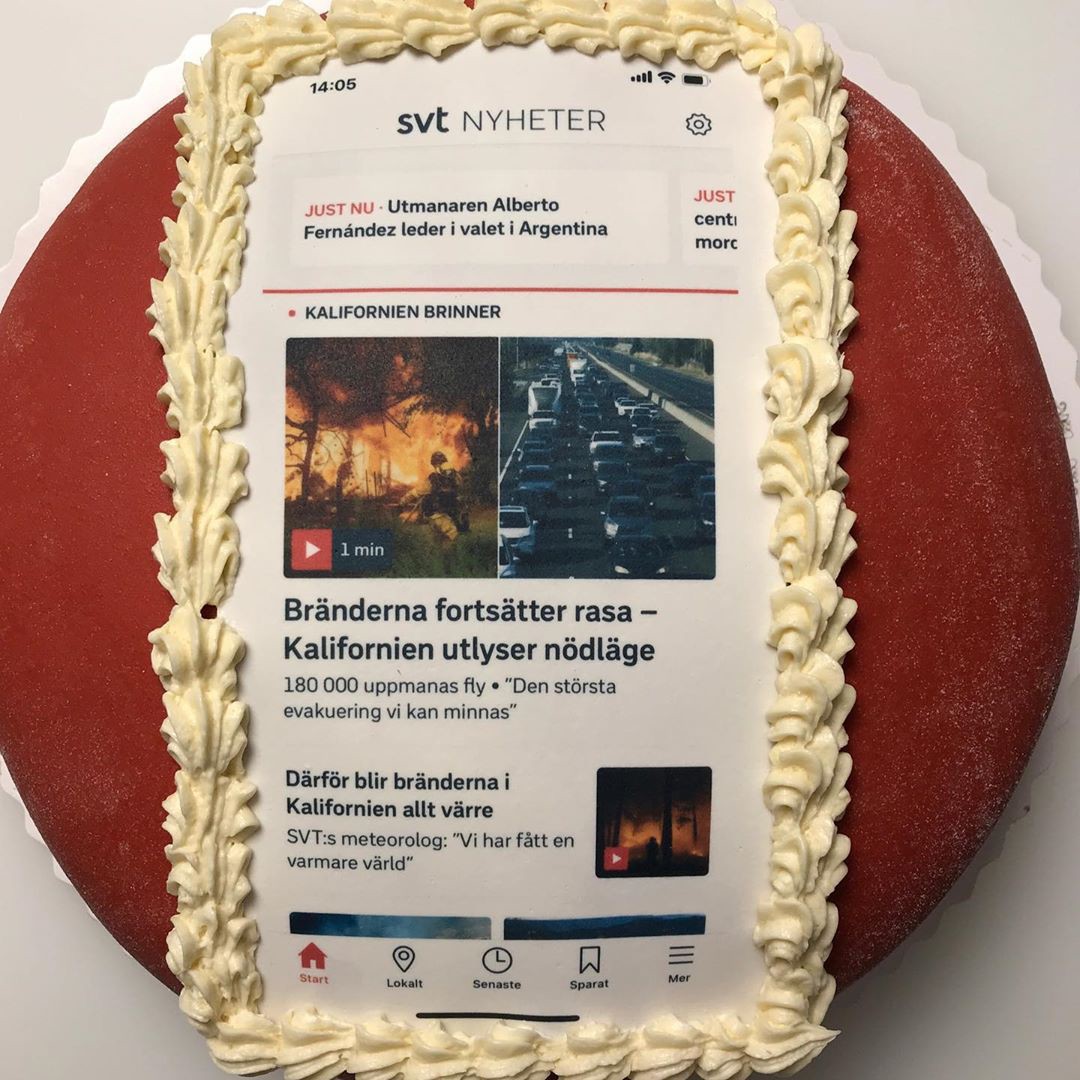 14:05
svt NYHETER
JUST NU · Utmanaren Alberto
Fernández leder i valet i Argentina
JUST
• KALIFORNIEN BRINNER
1 min
Bränderna fortsätter rasa –
Kalifornien utlyser nödläge
180 000 uppmanas fly • ”Den största
evakuering vi kan minnas”
Därför blir bränderna i
Kalifornien allt värre
SVT:s meteorolog: ”Vi har fått en
varmare värld”
Start
Lokalt
Senaste
Sparat
Mer